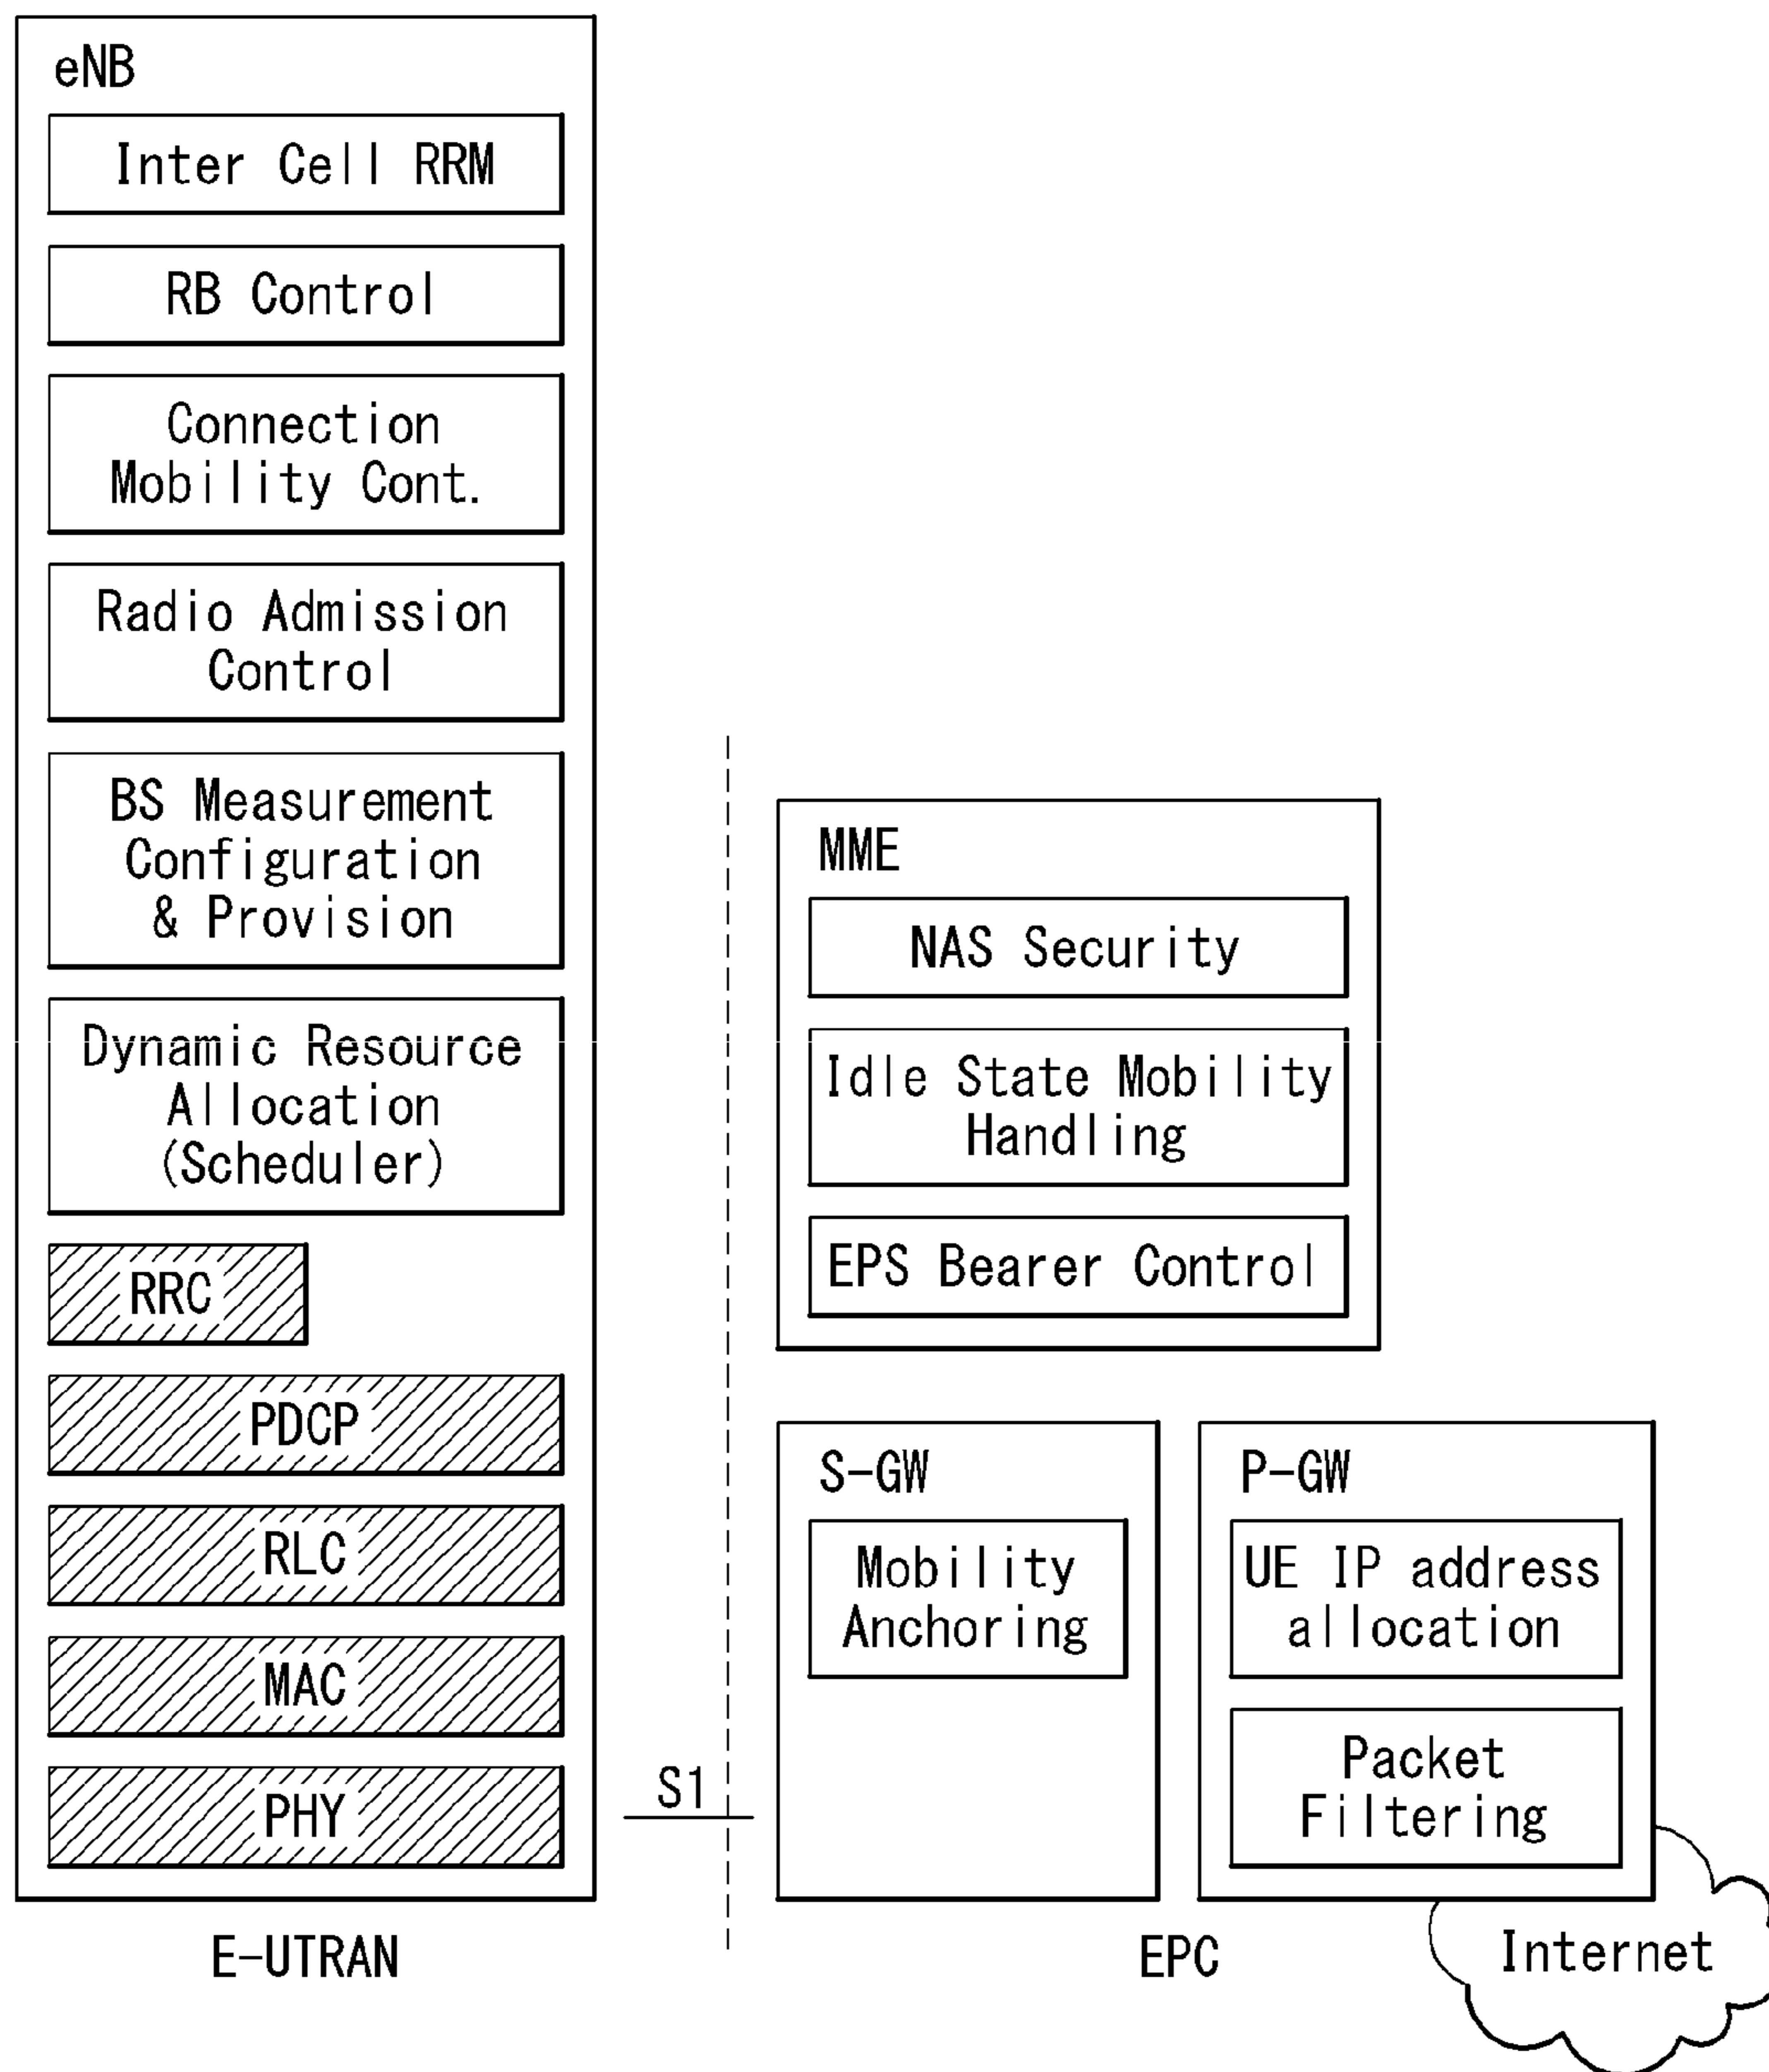 eNB
Inter Cell RRM
RB Control
Connection
Mobility Cont.
Radio Admission
Control
BS Measurement
Configuration
& Provision
Dynamic Resource
Allocation
(Scheduler)
RRC
PDCP
RLC
MAC
PHY
S1
E-UTRAN
MME
NAS Security
Idle State Mobility
Handling
EPS Bearer Control
S-GW
Mobility
Anchoring
P-GW
UE IP address
allocation
Packet
Filtering
EPC
Internet